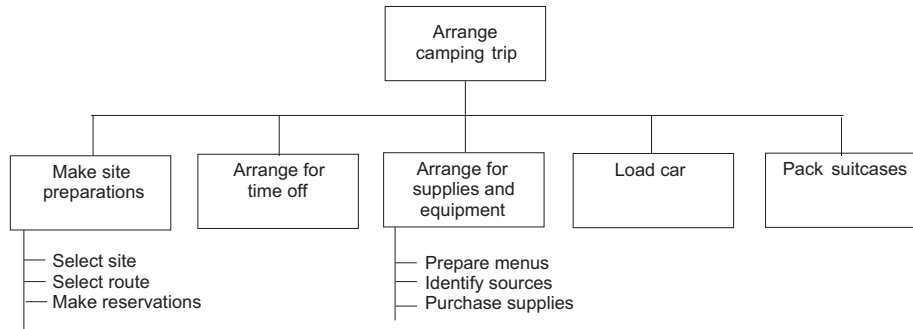 Arrange
camping trip
Make site
preparations
Arrange for
time off
Arrange for
supplies and
equipment
Load car
Pack suitcases
Select site
Select route
Make reservations
Prepare menus
Identify sources
Purchase supplies